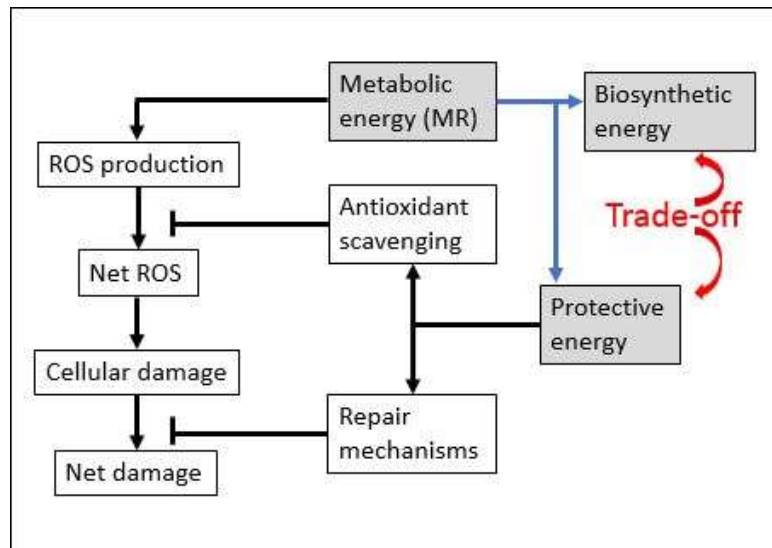 Metabolic
energy (MR)
Biosynthetic
energy
ROS production
Antioxidant
scavenging
Trade-off
Net ROS
Protective
energy
Cellular damage
Repair
mechanisms
Net damage